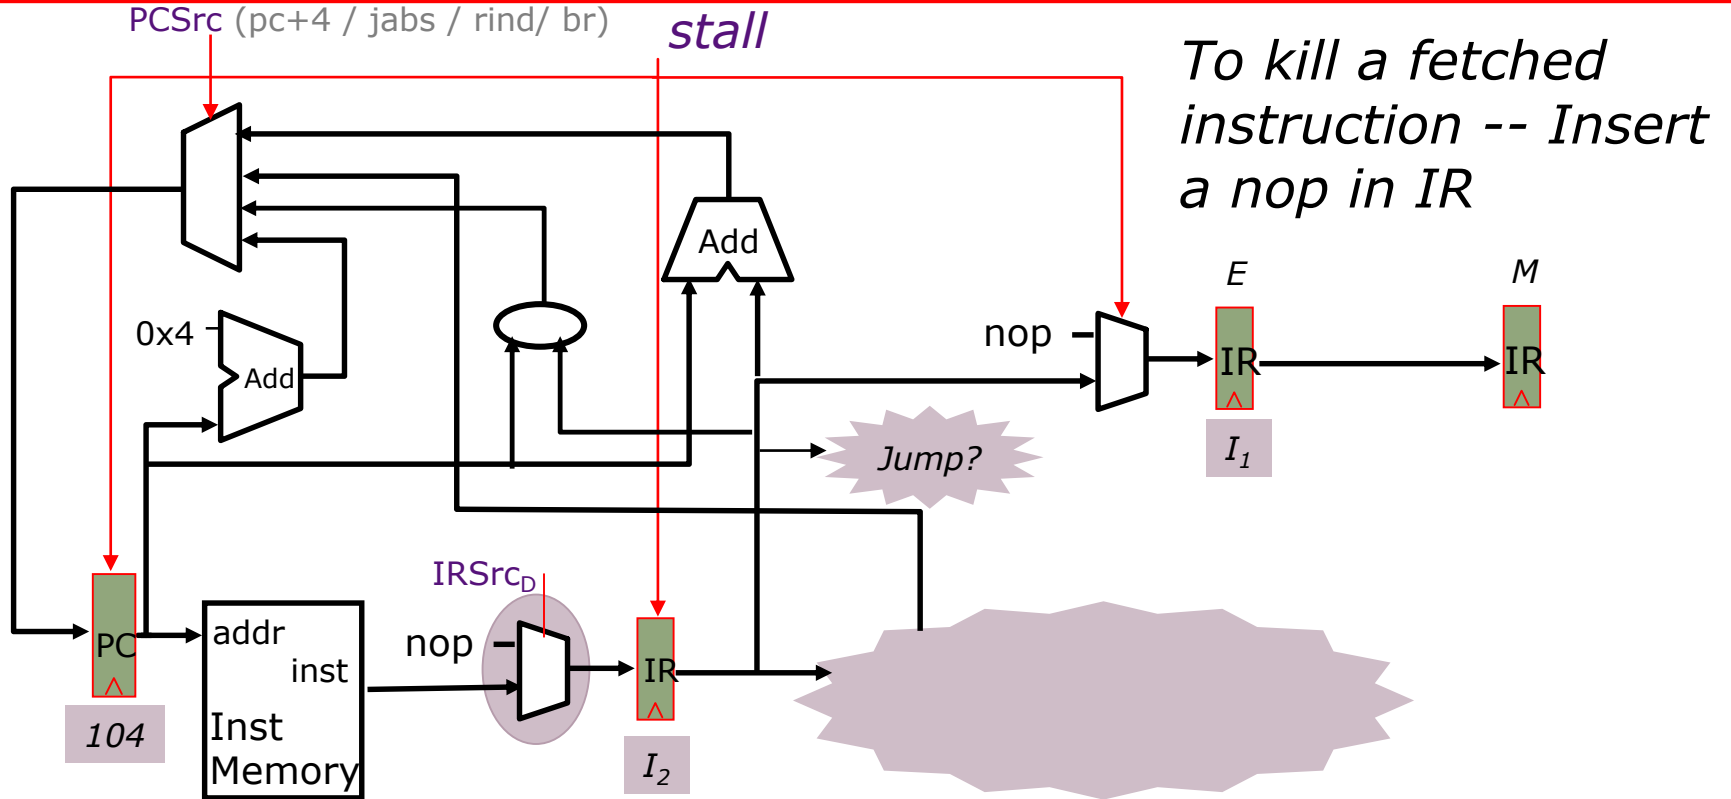 PCSrc (pc+4 / jabs / rind/ br)
stall
To kill a fetched
instruction -- Insert
a nop in IR
Add
E
M
0x4
Add
nop
IR
IR
Jump?
I1
IRSrcD
PC
addr
inst
nop
IR
Inst
Memory
104
I2